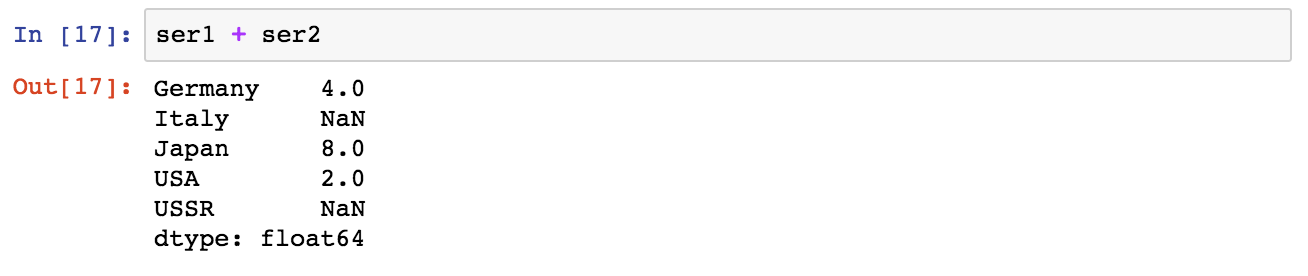 In [17]: ser1 + ser2
Out[17]: Germany    4.0
Italy      NaN
Japan      8.0
USA        2.0
USSR       NaN
dtype: float64